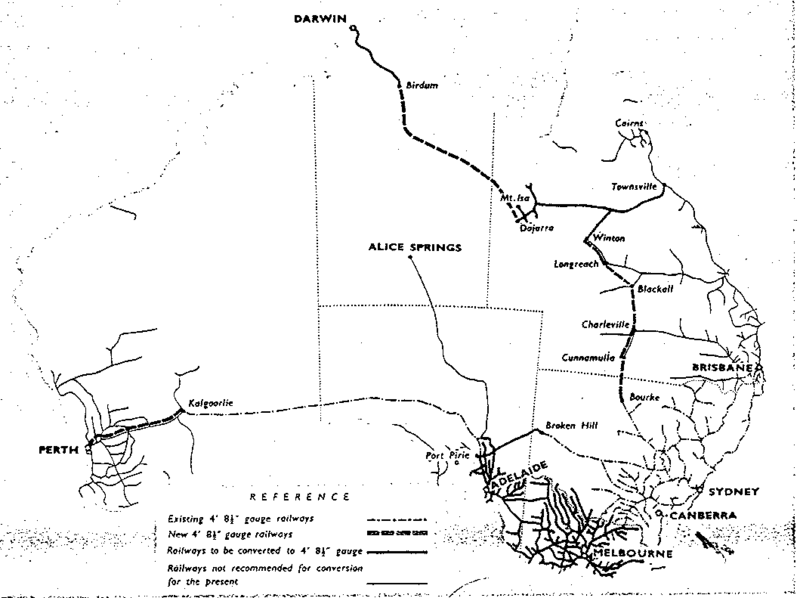 DARWIN
Birdum
Cairns
Townsville
Mt. Isa
Dajarra
Winton
ALICE SPRINGS
Longreach
Blackall
Charleville
Cunnamulla
BRISBANE
Bourke
Kalgoorlie
Broken Hill
PERTH
Port Pirie
ADELAIDE
SYDNEY
CANBERRA
MELBOURNE
REFERENCE
Existing 4' 8½" gauge railways
New 4' 8½" gauge railways
Railways to be converted to 4' 8½" gauge
Railways not recommended for conversion
for the present